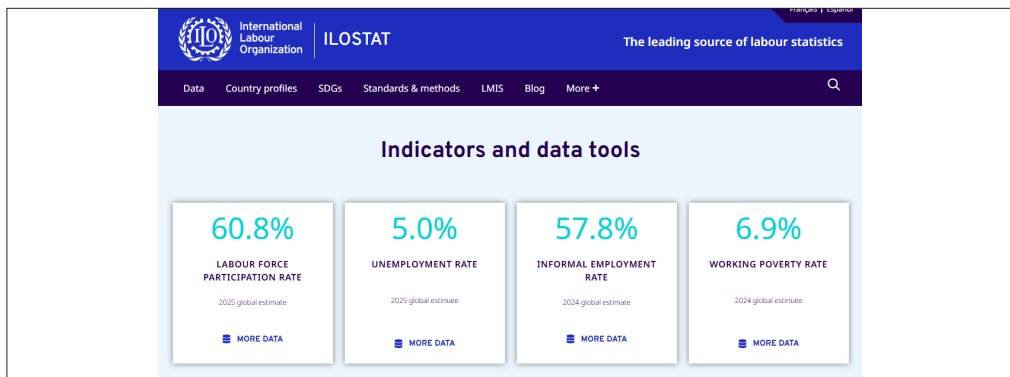 Français | Español
International
Labour
Organization
ILOSTAT
The leading source of labour statistics
Data Country profiles SDGs Standards & methods LMIS Blog More +
Indicators and data tools
60.8%
LABOUR FORCE
PARTICIPATION RATE
2025 global estimate
MORE DATA
5.0%
UNEMPLOYMENT RATE
2025 global estimate
MORE DATA
57.8%
INFORMAL EMPLOYMENT
RATE
2024 global estimate
MORE DATA
6.9%
WORKING POVERTY RATE
2024 global estimate
MORE DATA